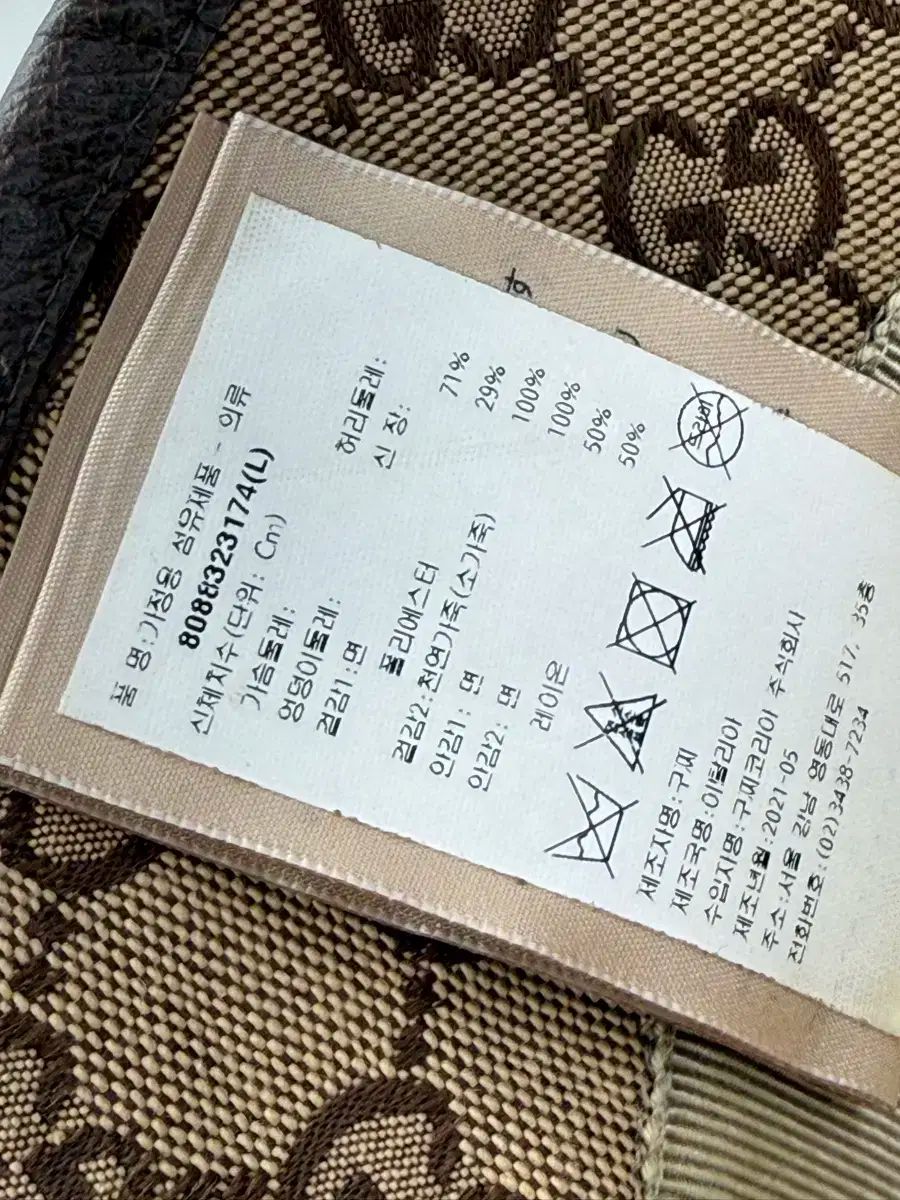 품 명:가정용 섬유제품 - 의류
8088323174(L)
신체치수(단위: Cm)
가슴둘레: 허리둘레:
엉덩이둘레: 신 장:
겉감1:면 71%
폴리에스터 29%
겉감2:천연가죽(소가죽) 100%
안감1: 면 100%
안감2: 면 50%
레이온 50%
드라이
제조자명:구찌
제조국명:이탈리아
수입자명:구찌코리아 주식회사
제조년월:2021-05
주소:서울 강남 영동대로 517, 35층
전화번호:(02)3438-7234